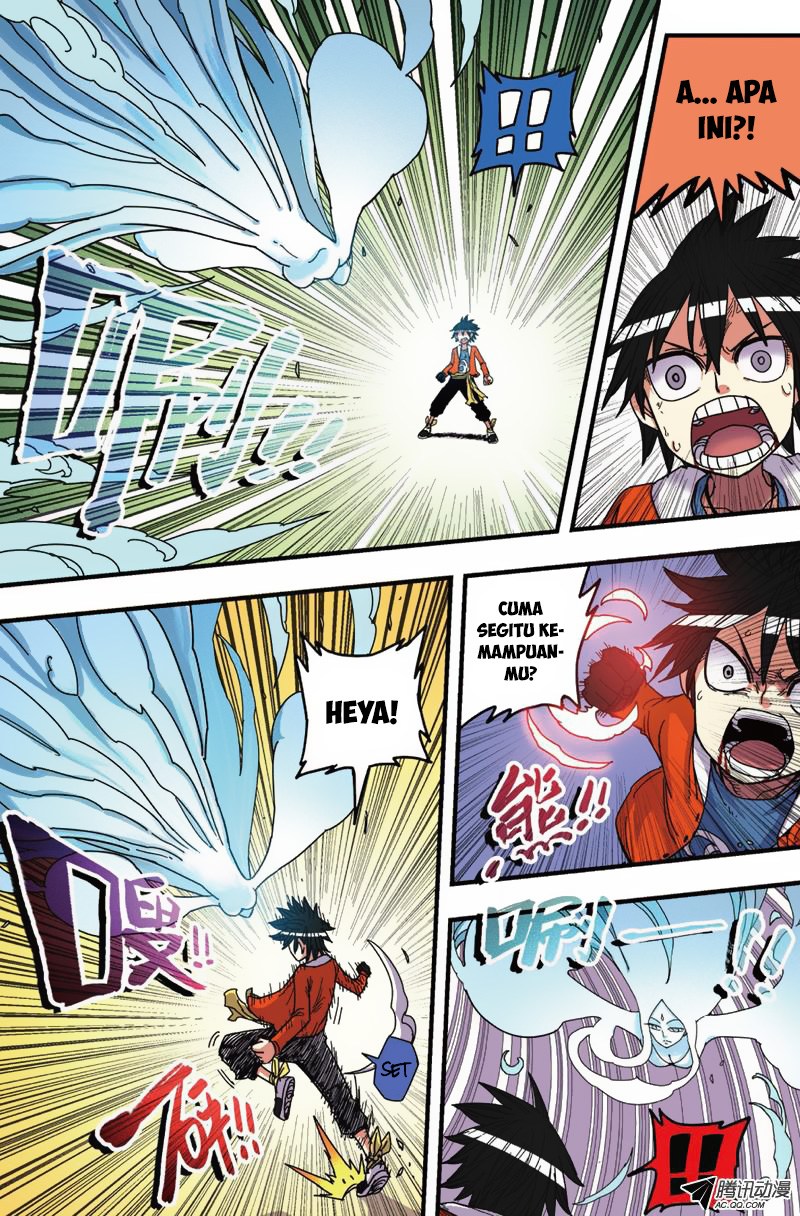 !!
A... APA
INI?!
唰!!
CUMA
SEGITU KE-
MAMPUAN-
MU?
HEYA!
熊!!
嗖!!
SET
唰—!!
!!
腾讯动漫
AC.QQ.COM